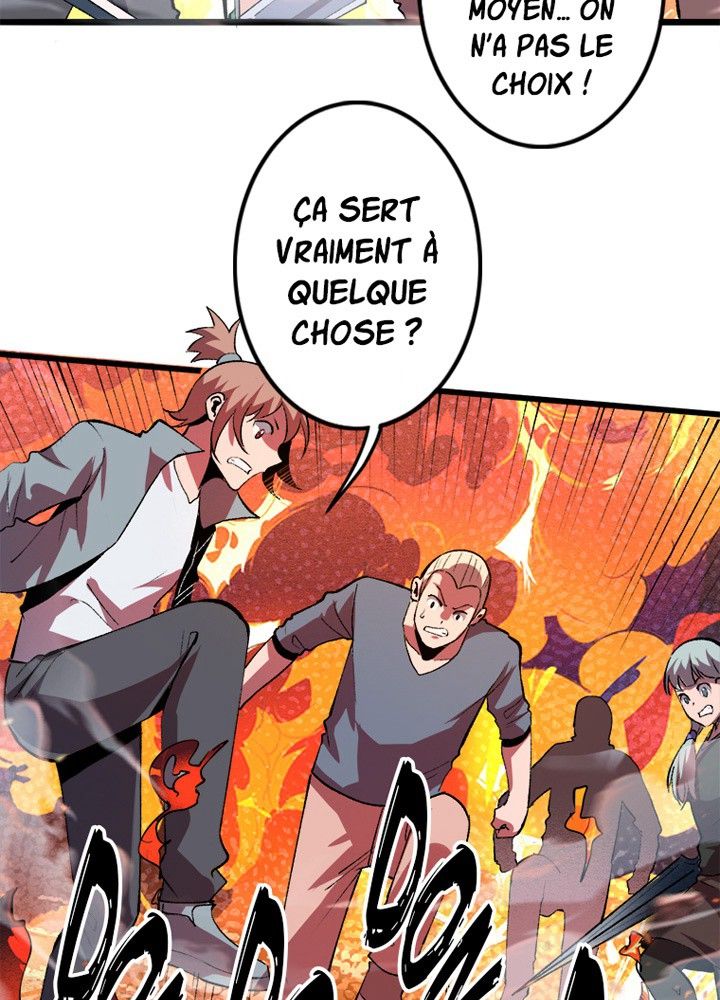 MOYEN... ON
N'A PAS LE
CHOIX !
ÇA SERT
VRAIMENT À
QUELQUE
CHOSE ?